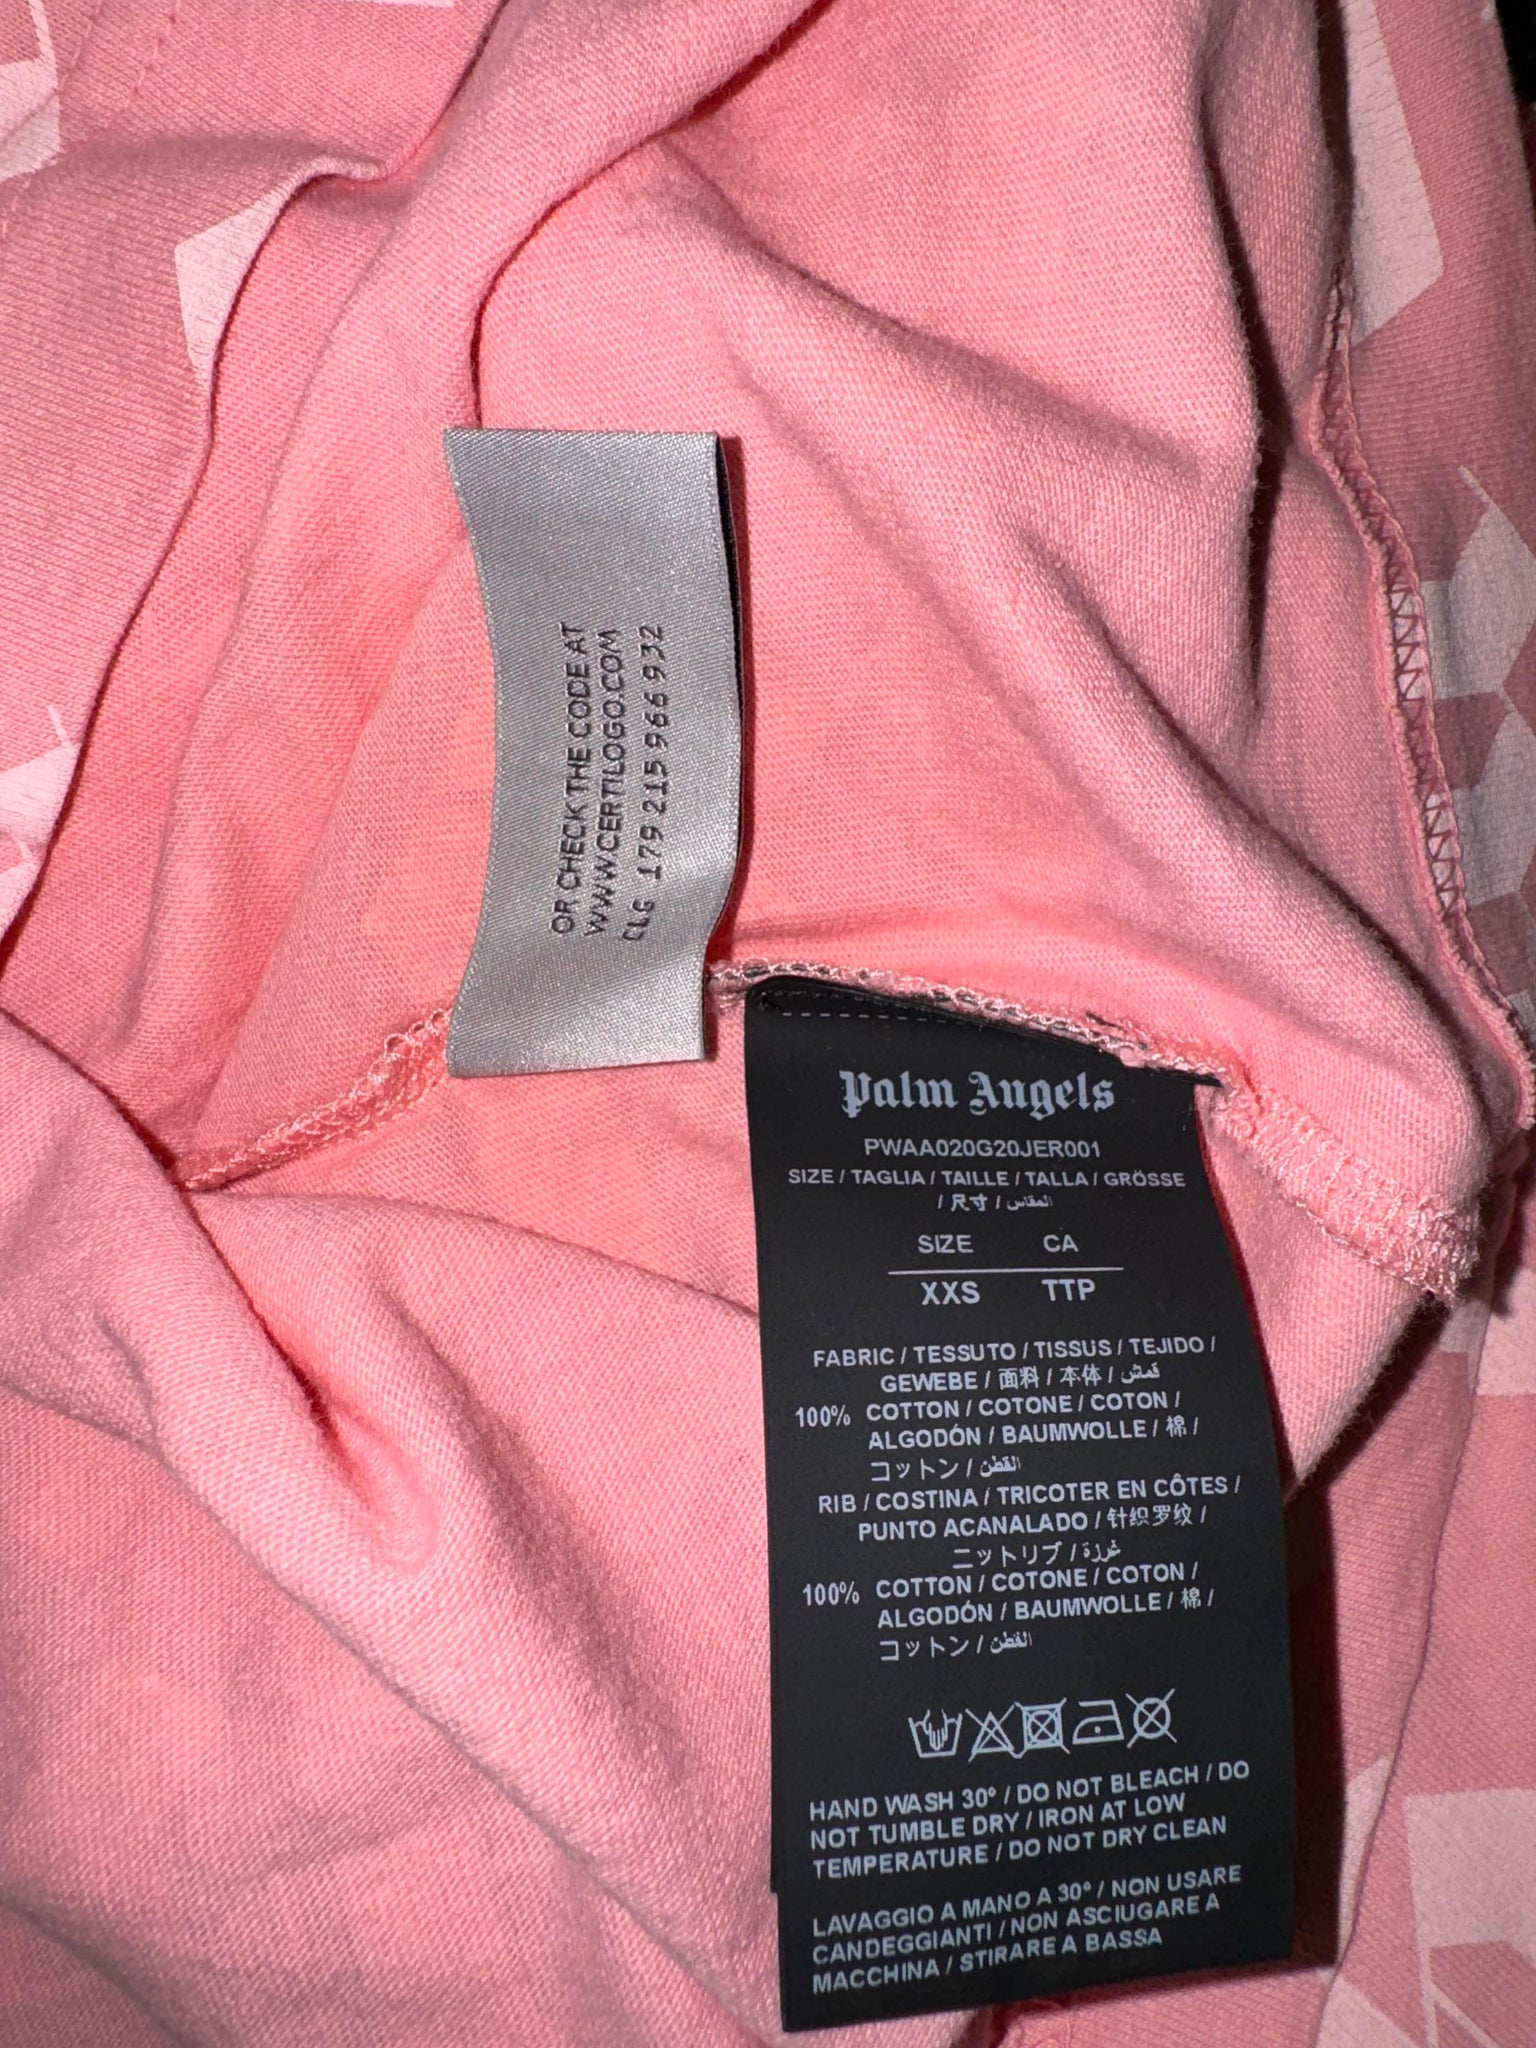 OR CHECK THE CODE AT
WWW.CERTILOGO.COM
CLG 179 215 966 932
Palm Angels
PWAA020G20JER001
SIZE / TAGLIA / TAILLE / TALLA / GRÖSSE
/ 尺寸 / المقاس
SIZE CA
XXS TTP
FABRIC / TESSUTO / TISSUS / TEJIDO /
GEWEBE / 面料 / 本体 / قماش
100% COTTON / COTONE / COTON /
ALGODÓN / BAUMWOLLE / 棉 /
コットン / القطن
RIB / COSTINA / TRICOTER EN CÔTES /
PUNTO ACANALADO / 针织罗纹 /
ニットリブ / غرزة
100% COTTON / COTONE / COTON /
ALGODÓN / BAUMWOLLE / 棉 /
コットン / القطن
HAND WASH 30° / DO NOT BLEACH / DO
NOT TUMBLE DRY / IRON AT LOW
TEMPERATURE / DO NOT DRY CLEAN
LAVAGGIO A MANO A 30° / NON USARE
CANDEGGIANTI / NON ASCIUGARE A
MACCHINA / STIRARE A BASSA